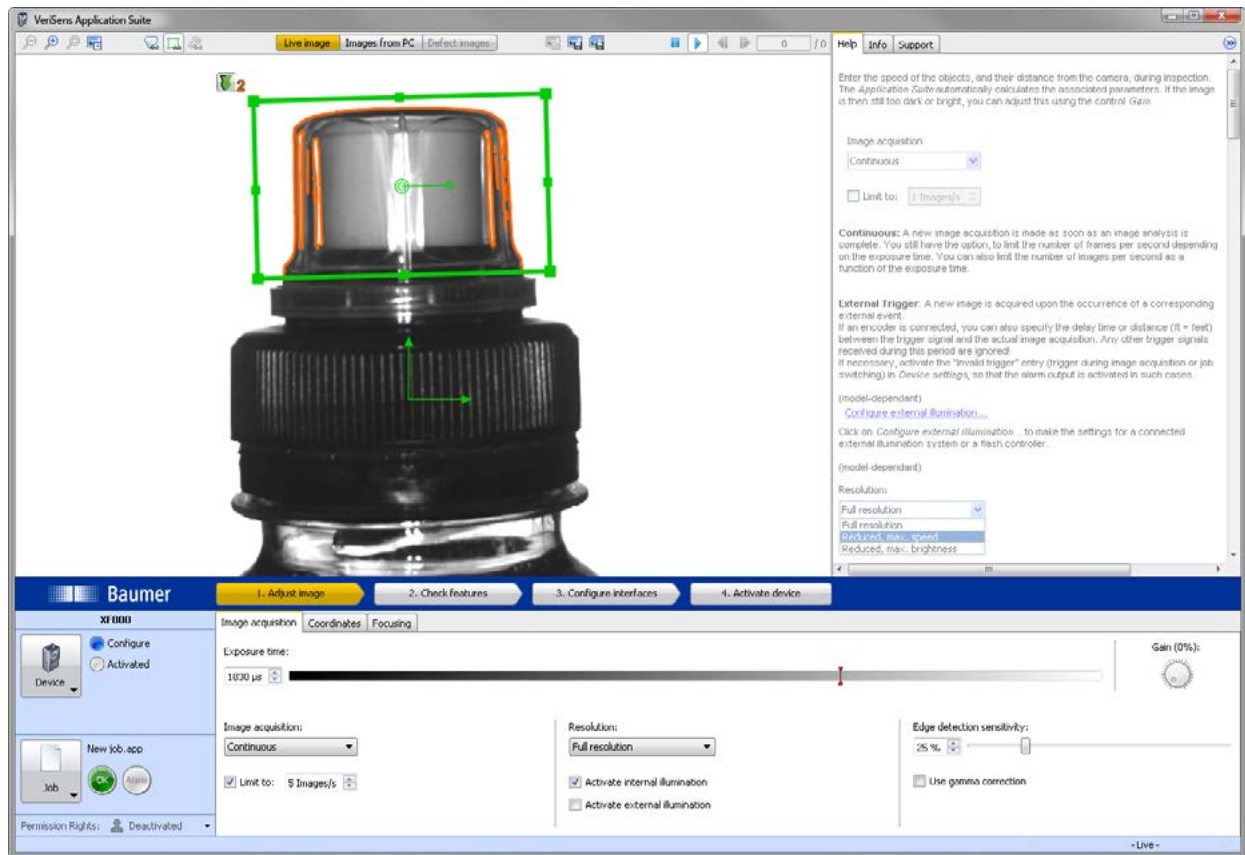 VeriSens Application Suite
Live image Images from PC Defect images
0 / 0
Help Info Support
2
Enter the speed of the objects, and their distance from the camera, during inspection.
The Application Suite automatically calculates the associated parameters. If the image
is then still too dark or bright, you can adjust this using the control Gain.
Image acquisition
Continuous
Limit to: 1 Images/s
Continuous: A new image acquisition is made as soon as an image analysis is
complete. You still have the option, to limit the number of frames per second depending
on the exposure time. You can also limit the number of images per second as a
function of the exposure time.
External Trigger: A new image is acquired upon the occurrence of a corresponding
external event.
If an encoder is connected, you can also specify the delay time or distance (ft = feet)
between the trigger signal and the actual image acquisition. Any other trigger signals
received during this period are ignored!
If necessary, activate the "invalid trigger" entry (trigger during image acquisition or job
switching) in Device settings, so that the alarm output is activated in such cases.
(model-dependant)
Configure external illumination...
Click on Configure external illumination... to make the settings for a connected
external illumination system or a flash controller.
(model-dependant)
Resolution:
Full resolution
Full resolution
Reduced, max. speed
Reduced, max. brightness
Baumer
1. Adjust image 2. Check features 3. Configure interfaces 4. Activate device
XF800
Configure
Activated
Device
New job.app
Job
OK Alarm
Permission Rights: Deactivated
Image acquisition Coordinates Focusing
Exposure time:
1830 µs
Gain (0%):
Image acquisition:
Continuous
Limit to: 5 Images/s
Resolution:
Full resolution
Activate internal illumination
Activate external illumination
Edge detection sensitivity:
25 %
Use gamma correction
- Live -